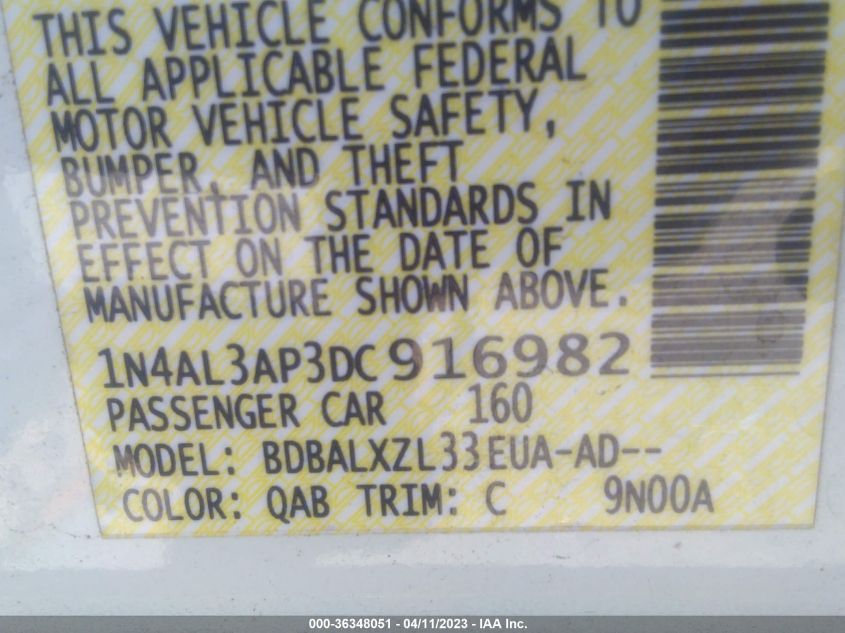 THIS VEHICLE CONFORMS TO
ALL APPLICABLE FEDERAL
MOTOR VEHICLE SAFETY,
BUMPER, AND THEFT
PREVENTION STANDARDS IN
EFFECT ON THE DATE OF
MANUFACTURE SHOWN ABOVE.
1N4AL3AP3DC916982
PASSENGER CAR 160
MODEL: BDBALXZL33EUA-AD--
COLOR: QAB TRIM: C 9N00A
000-36348051 - 04/11/2023 - IAA Inc.